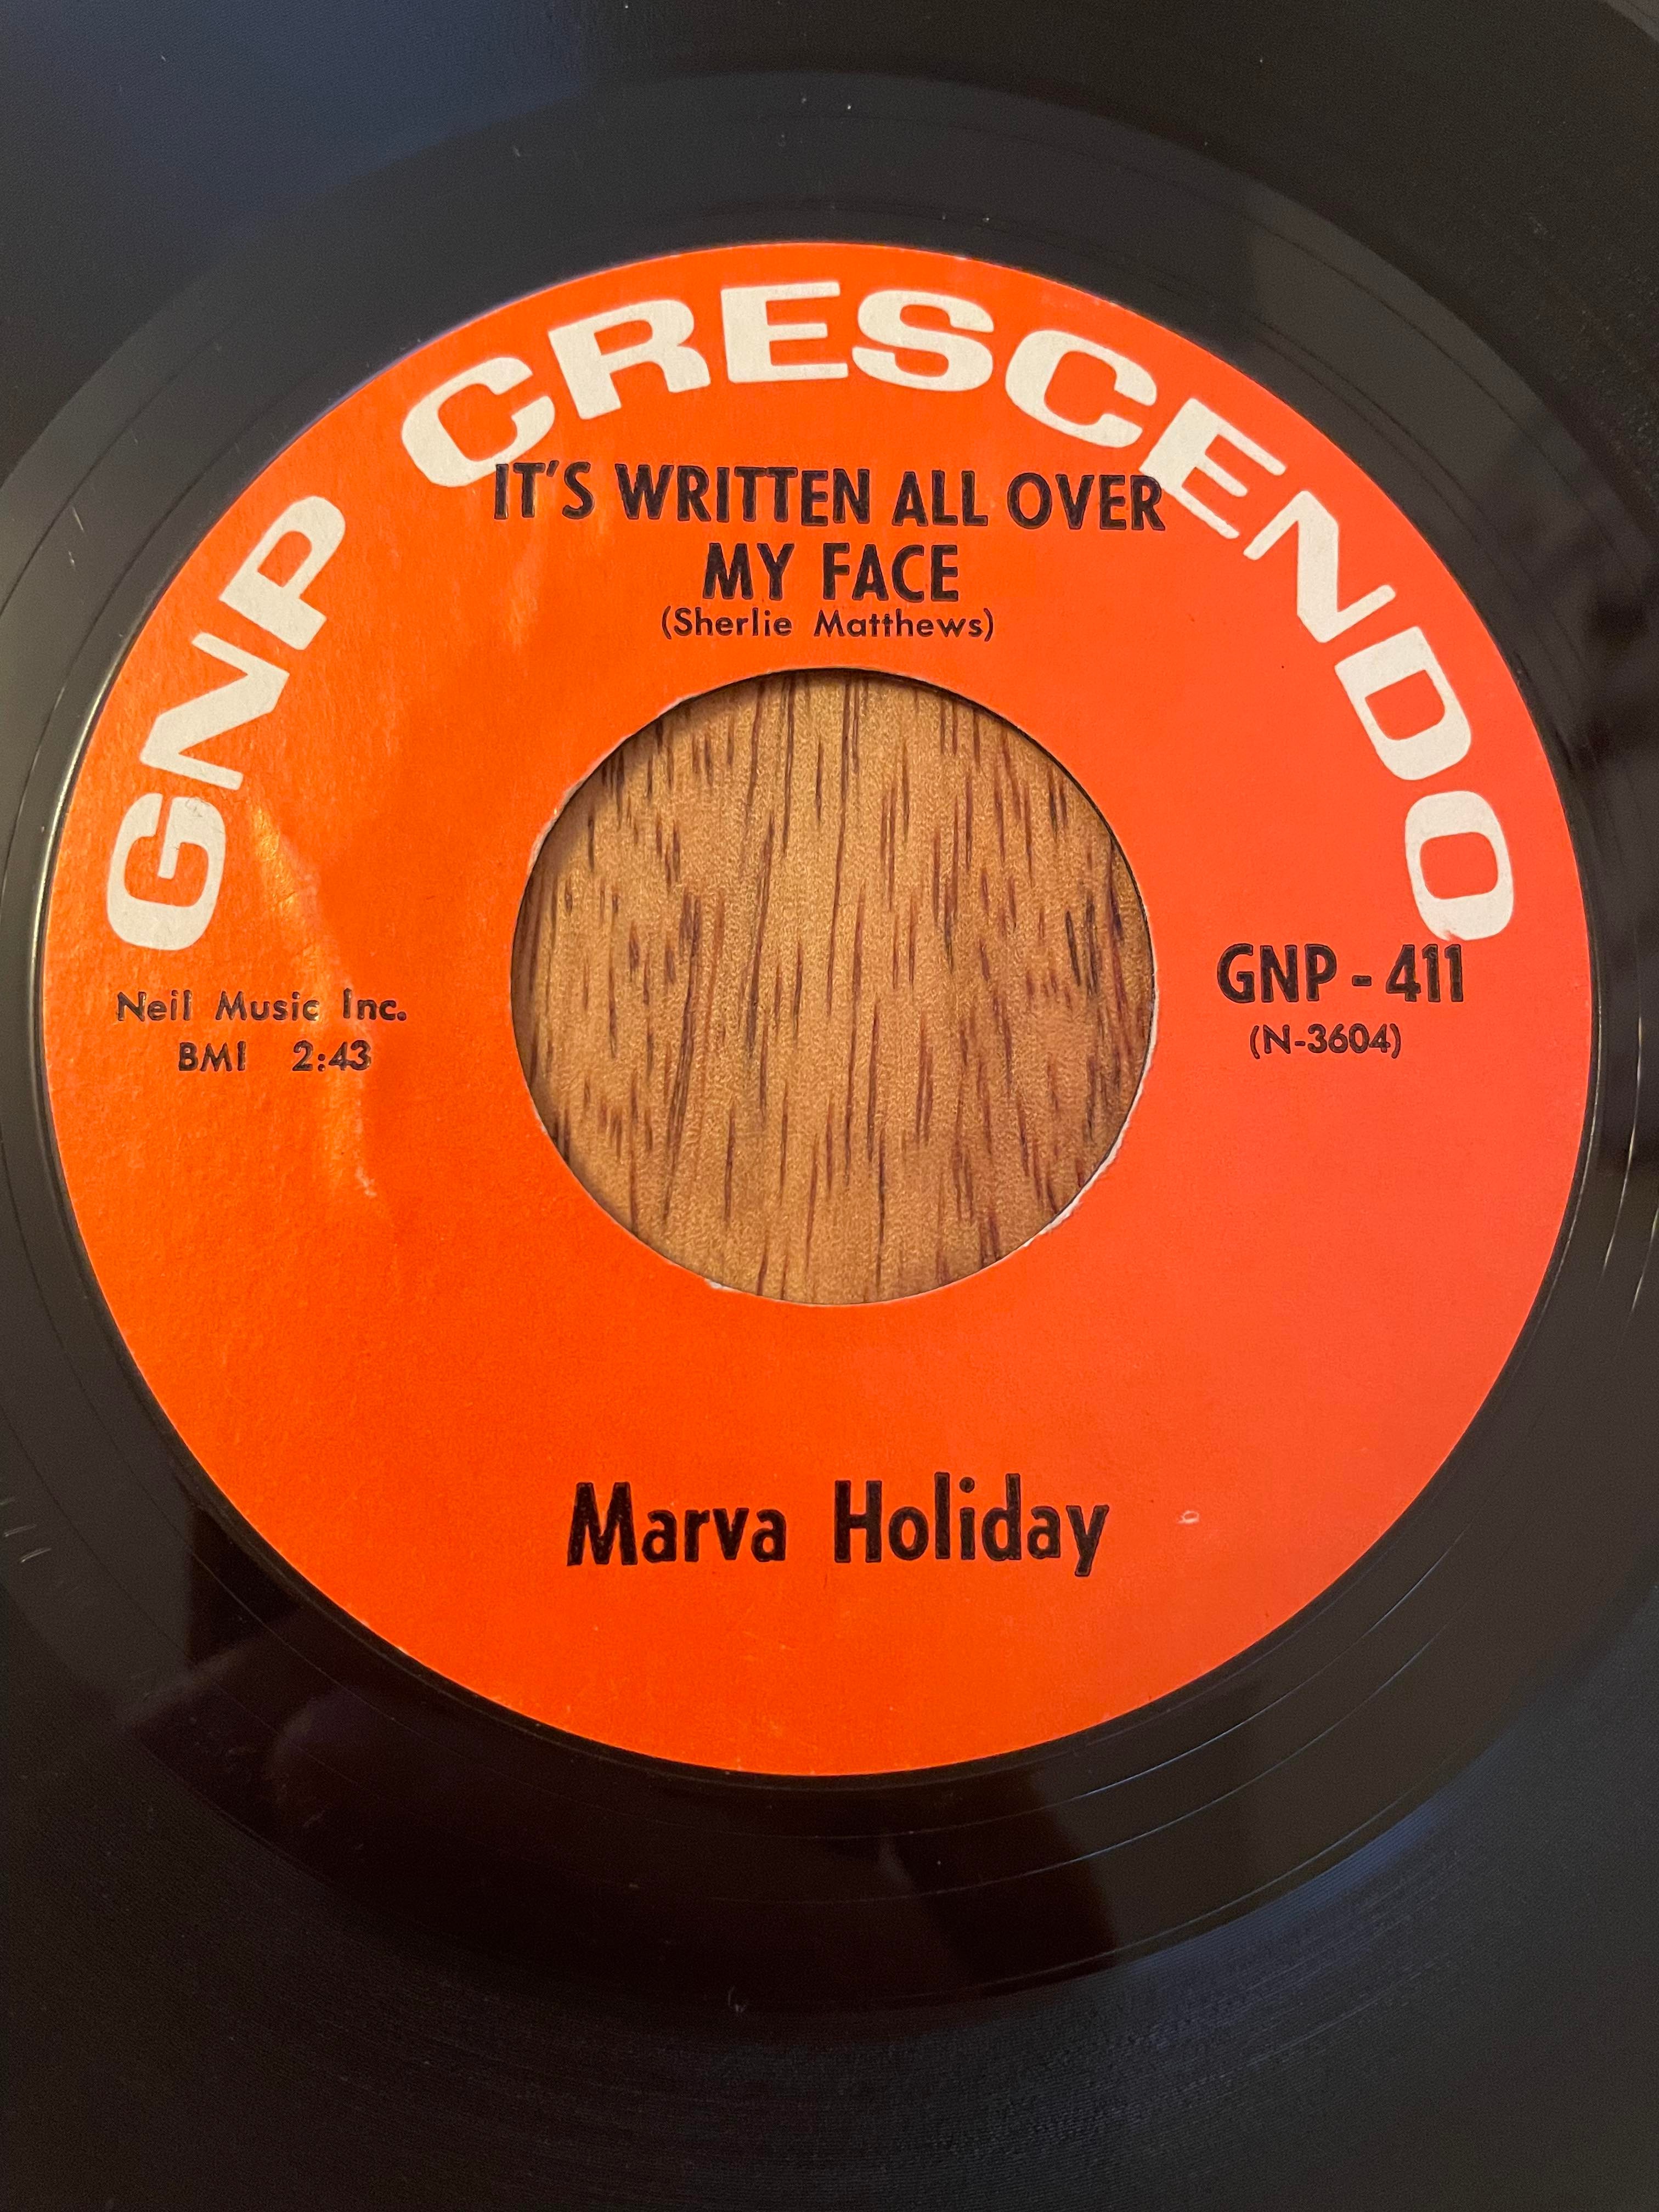 GNP CRESCENDO
IT'S WRITTEN ALL OVER
MY FACE
(Sherlie Matthews)
Neil Music Inc.
BMI 2:43
GNP - 411
(N-3604)
Marva Holiday